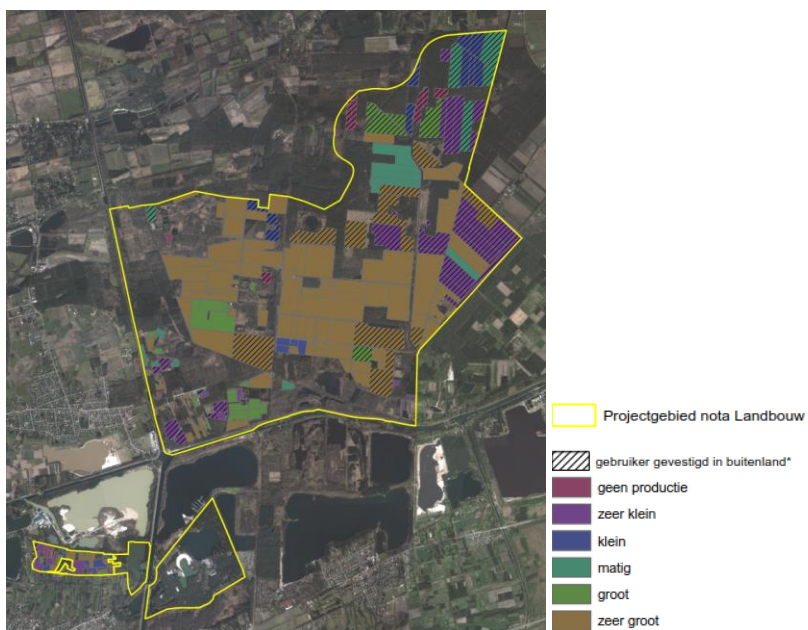 Projectgebied nota Landbouw
gebruiker gevestigd in buitenland*
geen productie
zeer klein
klein
matig
groot
zeer groot